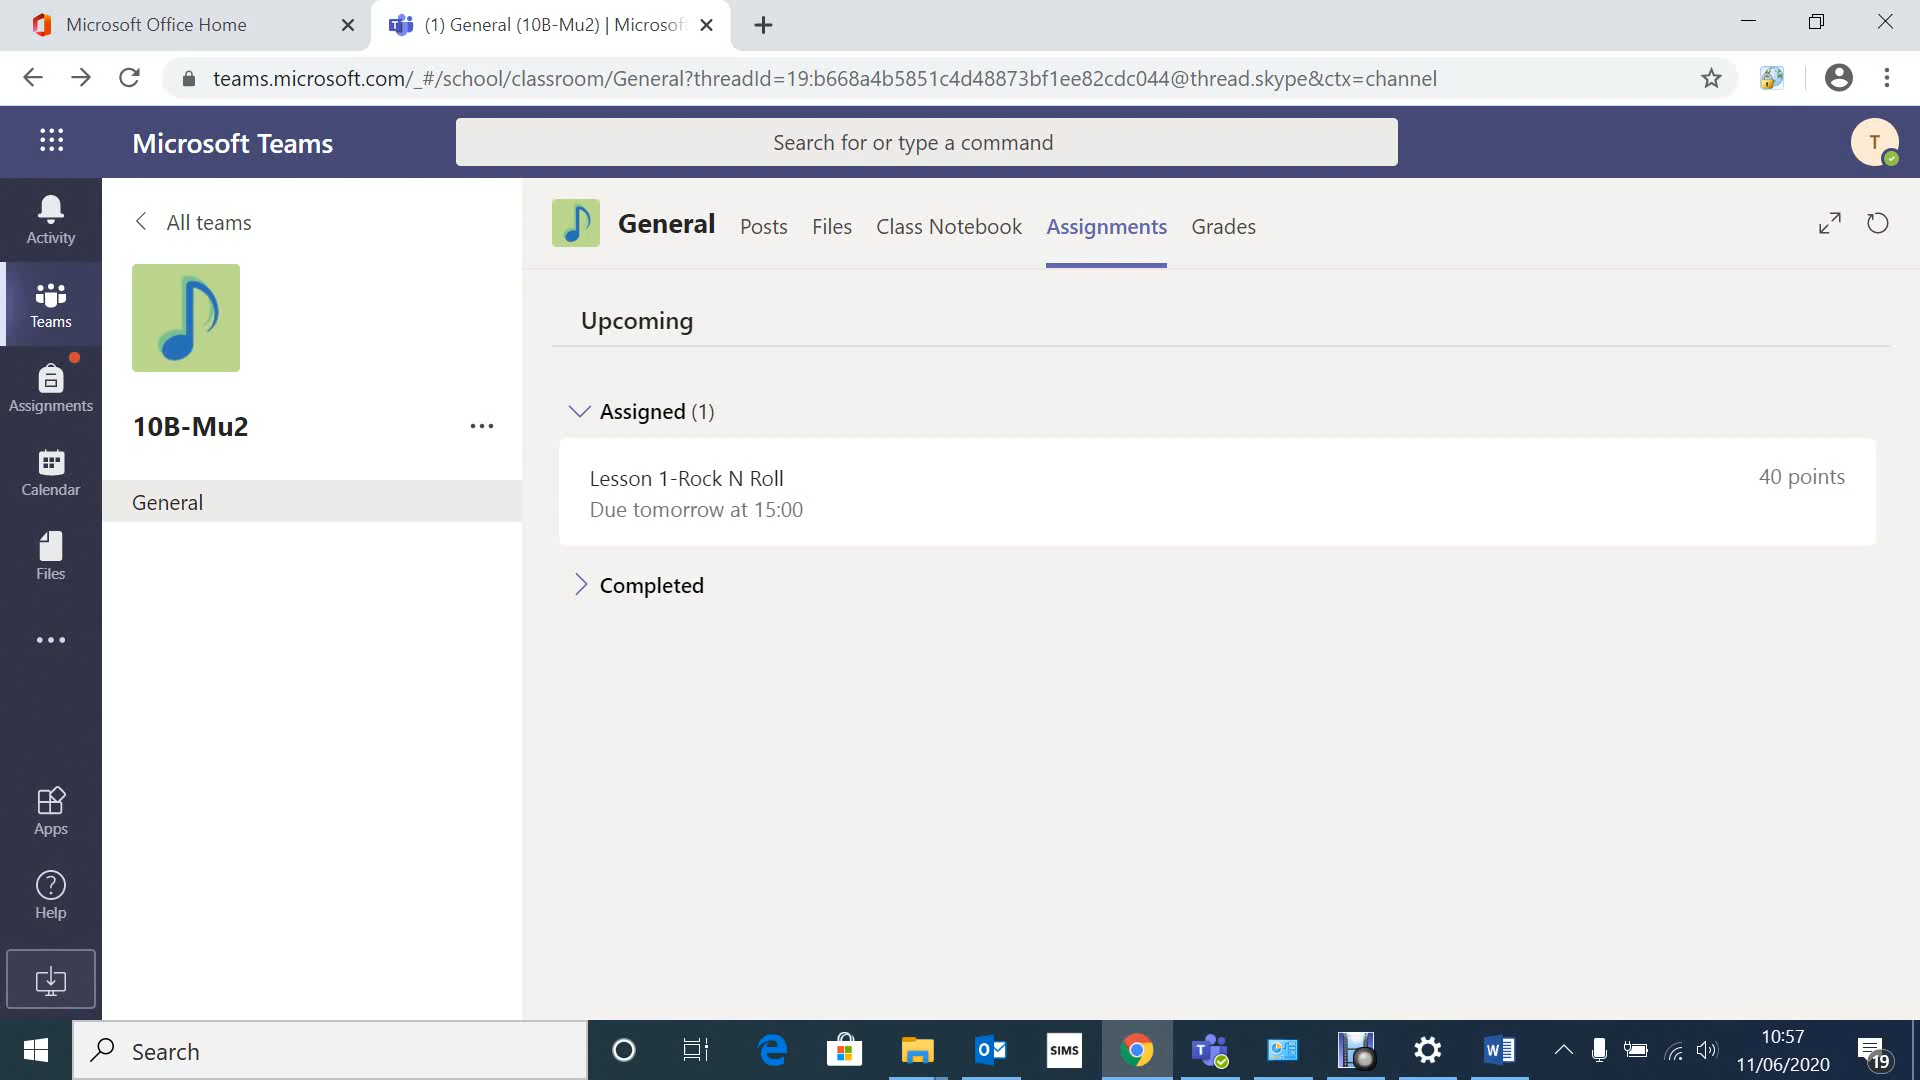 Microsoft Office Home
(1) General (10B-Mu2) | Microsof
teams.microsoft.com/_#/school/classroom/General?threadId=19:b668a4b5851c4d48873bf1ee82cdc044@thread.skype&ctx=channel
Microsoft Teams
Search for or type a command
T
Activity
Teams
Assignments
Calendar
Files
Apps
Help
All teams
10B-Mu2
General
General
Posts
Files
Class Notebook
Assignments
Grades
Upcoming
Assigned (1)
Lesson 1-Rock N Roll
40 points
Due tomorrow at 15:00
Completed
Search
SIMS
10:57
11/06/2020
19